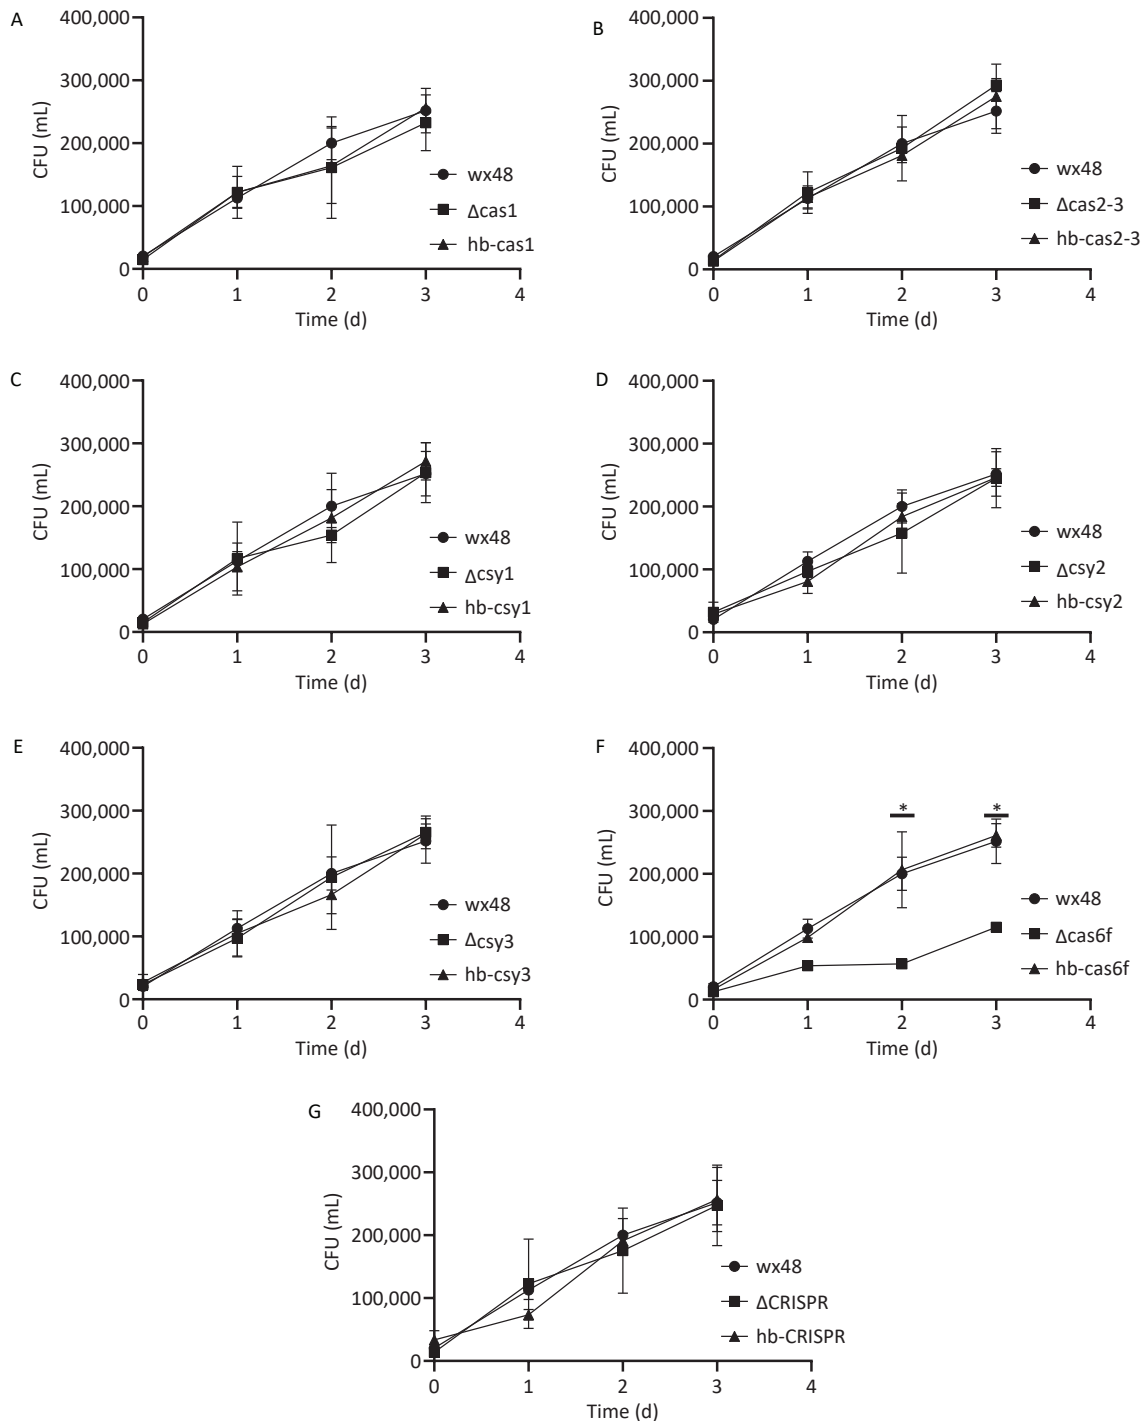 A
400,000
300,000
200,000
100,000
0
CFU (mL)
0 1 2 3 4
Time (d)
wx48
Δcas1
hb-cas1
B
400,000
300,000
200,000
100,000
0
CFU (mL)
0 1 2 3 4
Time (d)
wx48
Δcas2-3
hb-cas2-3
C
400,000
300,000
200,000
100,000
0
CFU (mL)
0 1 2 3 4
Time (d)
wx48
Δcsy1
hb-csy1
D
400,000
300,000
200,000
100,000
0
CFU (mL)
0 1 2 3 4
Time (d)
wx48
Δcsy2
hb-csy2
E
400,000
300,000
200,000
100,000
0
CFU (mL)
0 1 2 3 4
Time (d)
wx48
Δcsy3
hb-csy3
F
400,000
300,000
200,000
100,000
0
CFU (mL)
* *
0 1 2 3 4
Time (d)
wx48
Δcas6f
hb-cas6f
G
400,000
300,000
200,000
100,000
0
CFU (mL)
0 1 2 3 4
Time (d)
wx48
ΔCRISPR
hb-CRISPR